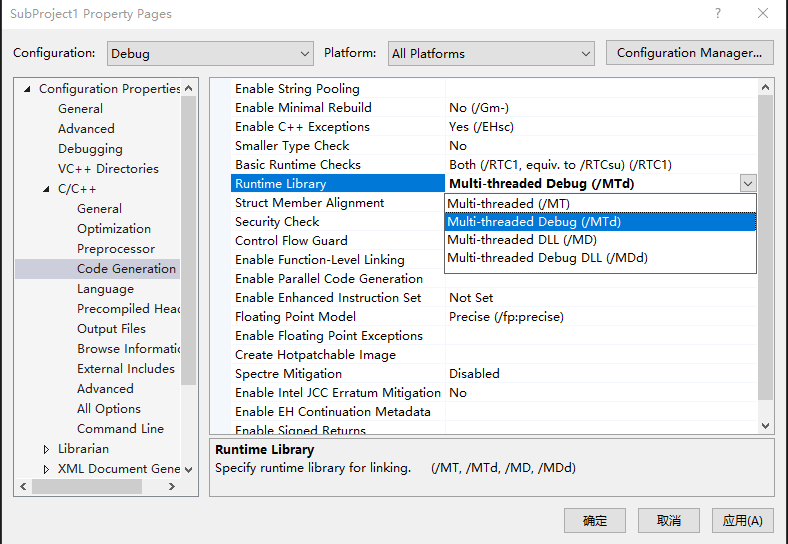 SubProject1 Property Pages
?
Configuration: Debug Platform: All Platforms Configuration Manager...
Configuration Properties
General
Advanced
Debugging
VC++ Directories
C/C++
General
Optimization
Preprocessor
Code Generation
Language
Precompiled Head
Output Files
Browse Informatic
External Includes
Advanced
All Options
Command Line
Librarian
XML Document Gene
Enable String Pooling
Enable Minimal Rebuild No (/Gm-)
Enable C++ Exceptions Yes (/EHsc)
Smaller Type Check No
Basic Runtime Checks Both (/RTC1, equiv. to /RTCsu) (/RTC1)
Runtime Library Multi-threaded Debug (/MTd)
Struct Member Alignment Multi-threaded (/MT)
Security Check Multi-threaded Debug (/MTd)
Control Flow Guard Multi-threaded DLL (/MD)
Enable Function-Level Linking Multi-threaded Debug DLL (/MDd)
Enable Parallel Code Generation
Enable Enhanced Instruction Set Not Set
Floating Point Model Precise (/fp:precise)
Enable Floating Point Exceptions
Create Hotpatchable Image
Spectre Mitigation Disabled
Enable Intel JCC Erratum Mitigation No
Enable EH Continuation Metadata
Enable Signed Returns
Runtime Library
Specify runtime library for linking. (/MT, /MTd, /MD, /MDd)
确定 取消 应用(A)